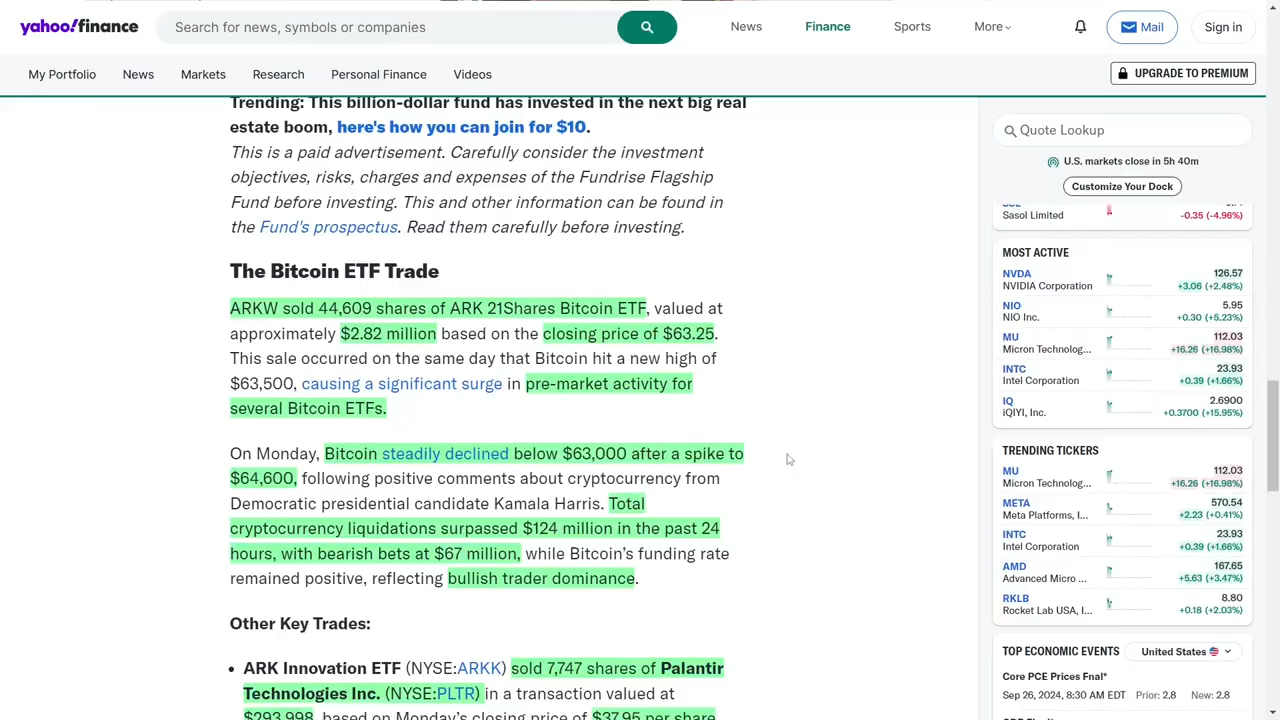 yahoo!finance
Search for news, symbols or companies
News
Finance
Sports
More
Mail
Sign in
My Portfolio
News
Markets
Research
Personal Finance
Videos
UPGRADE TO PREMIUM
Trending: This billion-dollar fund has invested in the next big real
estate boom, here's how you can join for $10.
This is a paid advertisement. Carefully consider the investment
objectives, risks, charges and expenses of the Fundrise Flagship
Fund before investing. This and other information can be found in
the Fund's prospectus. Read them carefully before investing.
The Bitcoin ETF Trade
ARKW sold 44,609 shares of ARK 21Shares Bitcoin ETF, valued at
approximately $2.82 million based on the closing price of $63.25.
This sale occurred on the same day that Bitcoin hit a new high of
$63,500, causing a significant surge in pre-market activity for
several Bitcoin ETFs.
On Monday, Bitcoin steadily declined below $63,000 after a spike to
$64,600, following positive comments about cryptocurrency from
Democratic presidential candidate Kamala Harris. Total
cryptocurrency liquidations surpassed $124 million in the past 24
hours, with bearish bets at $67 million, while Bitcoin's funding rate
remained positive, reflecting bullish trader dominance.
Other Key Trades:
• ARK Innovation ETF (NYSE:ARKK) sold 7,747 shares of Palantir
Technologies Inc. (NYSE:PLTR) in a transaction valued at
$293,998, based on Monday's closing price of $37.95 per share
Quote Lookup
U.S. markets close in 5h 40m
Customize Your Dock
Sasol Limited
-0.35 (-4.96%)
MOST ACTIVE
NVDA 126.57
NVIDIA Corporation +3.06 (+2.48%)
NIO 5.95
NIO Inc. +0.30 (+5.23%)
MU 112.03
Micron Technolog... +16.26 (+16.98%)
INTC 23.93
Intel Corporation +0.39 (+1.66%)
IQ 2.6900
iQIYI, Inc. +0.3700 (+15.95%)
TRENDING TICKERS
MU 112.03
Micron Technolog... +16.26 (+16.98%)
META 570.54
Meta Platforms, I... +2.23 (+0.41%)
INTC 23.93
Intel Corporation +0.39 (+1.66%)
AMD 167.65
Advanced Micro ... +5.63 (+3.47%)
RKLB 8.80
Rocket Lab USA, I... +0.18 (+2.03%)
TOP ECONOMIC EVENTS
United States
Core PCE Prices Fnal*
Sep 26, 2024, 8:30 AM EDT Prior: 2.8 New: 2.8